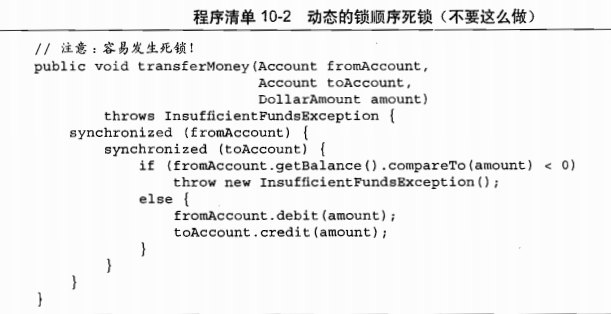 程序清单 10-2 动态的锁顺序死锁（不要这么做）
// 注意：容易发生死锁！
public void transferMoney(Account fromAccount,
                          Account toAccount,
                          DollarAmount amount)
        throws InsufficientFundsException {
    synchronized (fromAccount) {
        synchronized (toAccount) {
            if (fromAccount.getBalance().compareTo(amount) < 0)
                throw new InsufficientFundsException();
            else {
                fromAccount.debit(amount);
                toAccount.credit(amount);
            }
        }
    }
}